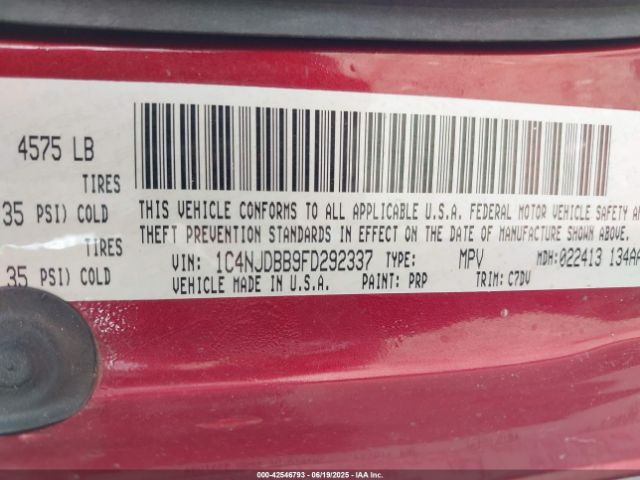 4575 LB
TIRES
35 PSI) COLD
TIRES
35 PSI) COLD
THIS VEHICLE CONFORMS TO ALL APPLICABLE U.S.A. FEDERAL MOTOR VEHICLE SAFETY
THEFT PREVENTION STANDARDS IN EFFECT ON THE DATE OF MANUFACTURE SHOWN ABOVE.
VIN: 1C4NJDBB9FD292337 TYPE: MPV MDH:022413 134AA
VEHICLE MADE IN U.S.A. PAINT: PRP TRIM: C7DV
© - 42546793 - 06/19/2025 - IAA Inc.